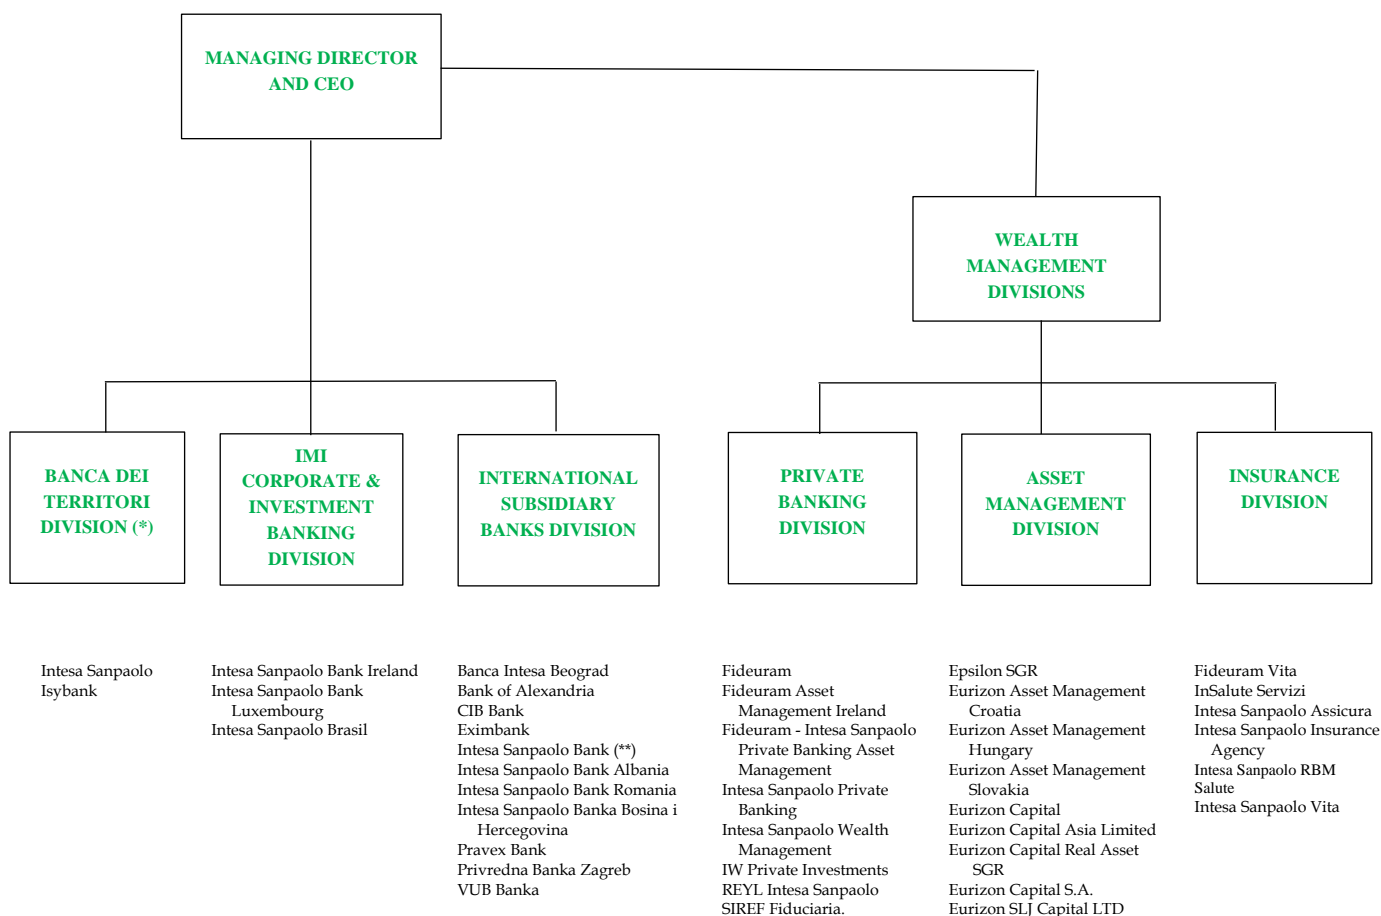 MANAGING DIRECTOR
AND CEO
WEALTH
MANAGEMENT
DIVISIONS
BANCA DEI
TERRITORI
DIVISION (*)
IMI
CORPORATE &
INVESTMENT
BANKING
DIVISION
INTERNATIONAL
SUBSIDIARY
BANKS DIVISION
PRIVATE
BANKING
DIVISION
ASSET
MANAGEMENT
DIVISION
INSURANCE
DIVISION
Intesa Sanpaolo
Isybank
Intesa Sanpaolo Bank Ireland
Intesa Sanpaolo Bank
Luxembourg
Intesa Sanpaolo Brasil
Banca Intesa Beograd
Bank of Alexandria
CIB Bank
Eximbank
Intesa Sanpaolo Bank (**)
Intesa Sanpaolo Bank Albania
Intesa Sanpaolo Bank Romania
Intesa Sanpaolo Banka Bosina i
Hercegovina
Pravex Bank
Privredna Banka Zagreb
VUB Banka
Fideuram
Fideuram Asset
Management Ireland
Fideuram - Intesa Sanpaolo
Private Banking Asset
Management
Intesa Sanpaolo Private
Banking
Intesa Sanpaolo Wealth
Management
IW Private Investments
REYL Intesa Sanpaolo
SIREF Fiduciaria.
Epsilon SGR
Eurizon Asset Management
Croatia
Eurizon Asset Management
Hungary
Eurizon Asset Management
Slovakia
Eurizon Capital
Eurizon Capital Asia Limited
Eurizon Capital Real Asset
SGR
Eurizon Capital S.A.
Eurizon SLJ Capital LTD
Fideuram Vita
InSalute Servizi
Intesa Sanpaolo Assicura
Intesa Sanpaolo Insurance
Agency
Intesa Sanpaolo RBM
Salute
Intesa Sanpaolo Vita